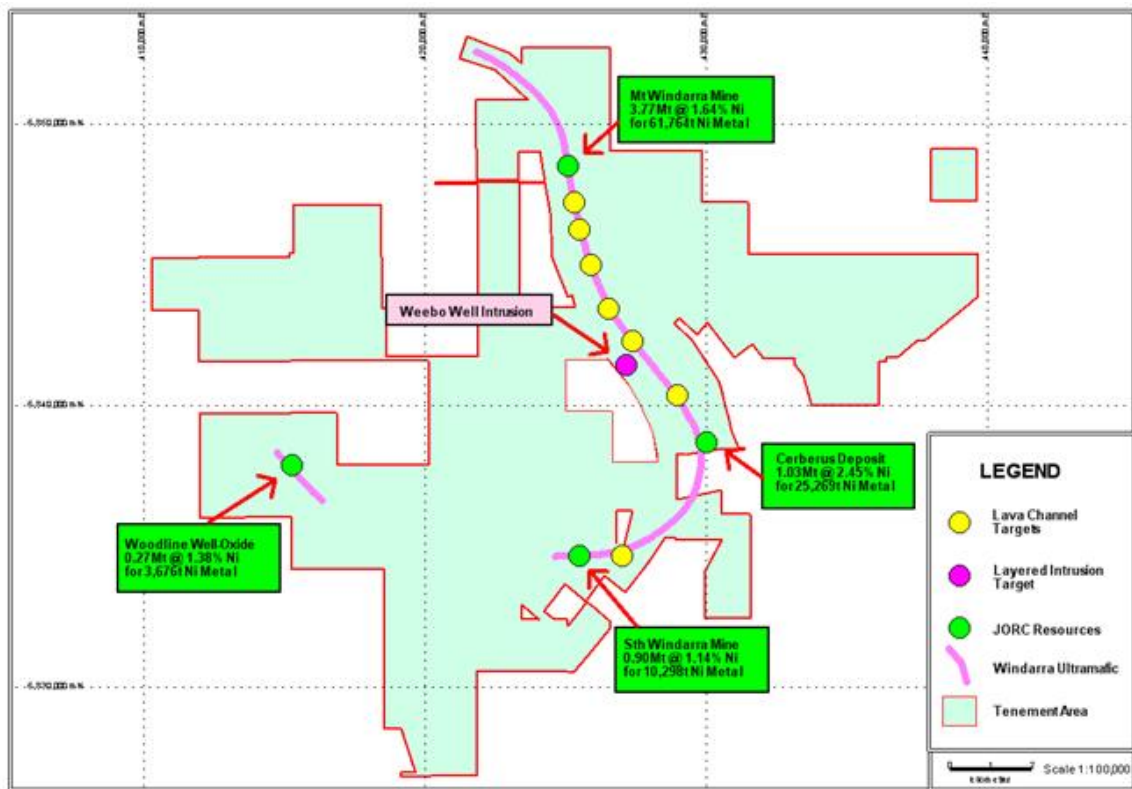 Mt Windarra Mine
3.77Mt @ 1.64% Ni
for 61,764t Ni Metal
Weebo Well Intrusion
Cerberus Deposit
1.03Mt @ 2.45% Ni
for 25,269t Ni Metal
Woodline Well-Oxide
0.27Mt @ 1.38% Ni
for 3,676t Ni Metal
Sth Windarra Mine
0.90Mt @ 1.14% Ni
for 10,298t Ni Metal
LEGEND
Lava Channel
Targets
Layered Intrusion
Target
JORC Resources
Windarra Ultramafic
Tenement Area
Scale 1:100,000